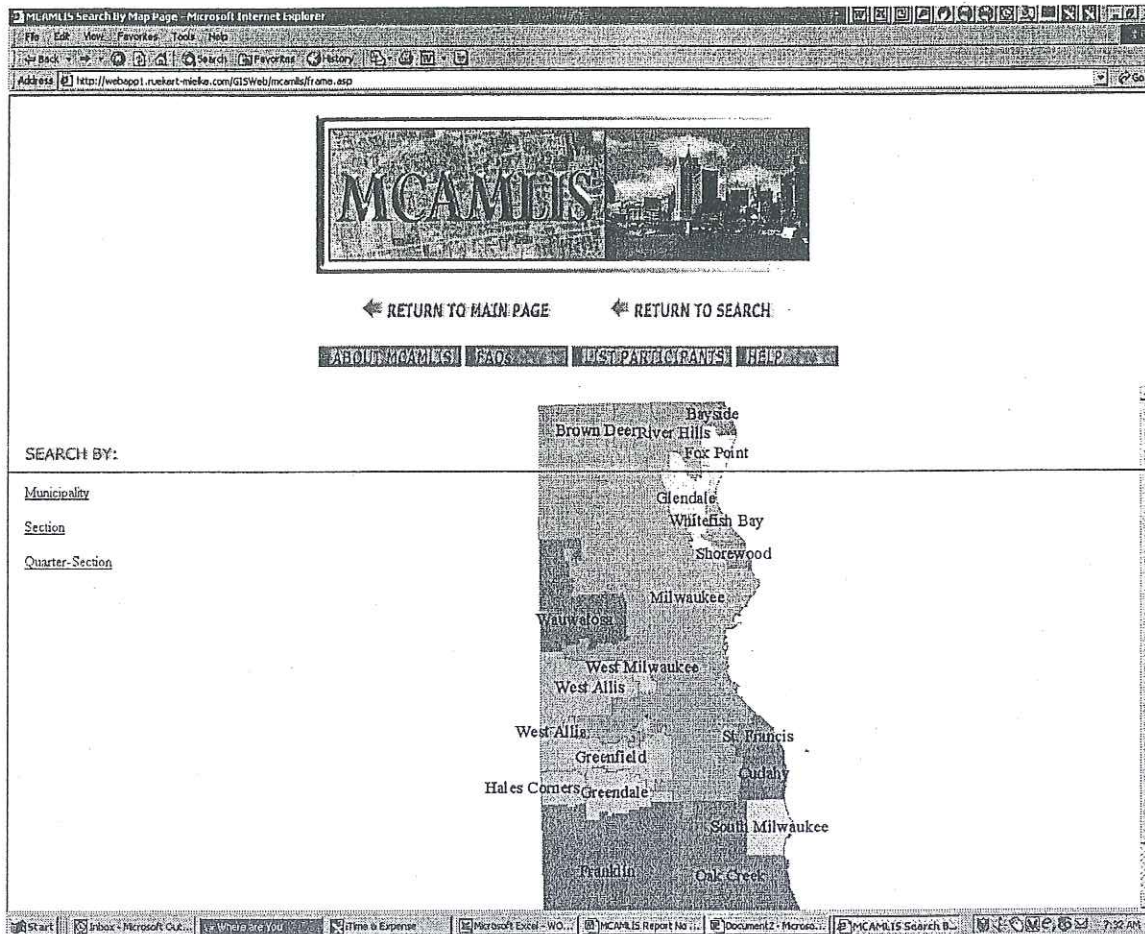 MCAMLIS Search By Map Page - Microsoft Internet Explorer
File Edit View Favorites Tools Help
Back Search Favorites History
Address http://webapp1.ruekert-mielke.com/GISWeb/mcamlis/frame.asp Go
MCAMLIS
RETURN TO MAIN PAGE RETURN TO SEARCH
ABOUT MCAMLIS FAQs LIST PARTICIPANTS HELP
SEARCH BY:
Municipality
Section
Quarter-Section
Bayside
Brown Deer River Hills
Fox Point
Glendale
Whitefish Bay
Shorewood
Milwaukee
Wauwatosa
West Milwaukee
West Allis
West Allis
St. Francis
Greenfield
Cudahy
Hales Corners Greendale
South Milwaukee
Franklin
Oak Creek
Start Inbox - Microsoft Out... Where are You Time & Expense Microsoft Excel - WO... MCAMLIS Report No ... Document2 - Microso... MCAMLIS Search B... 7:32 AM